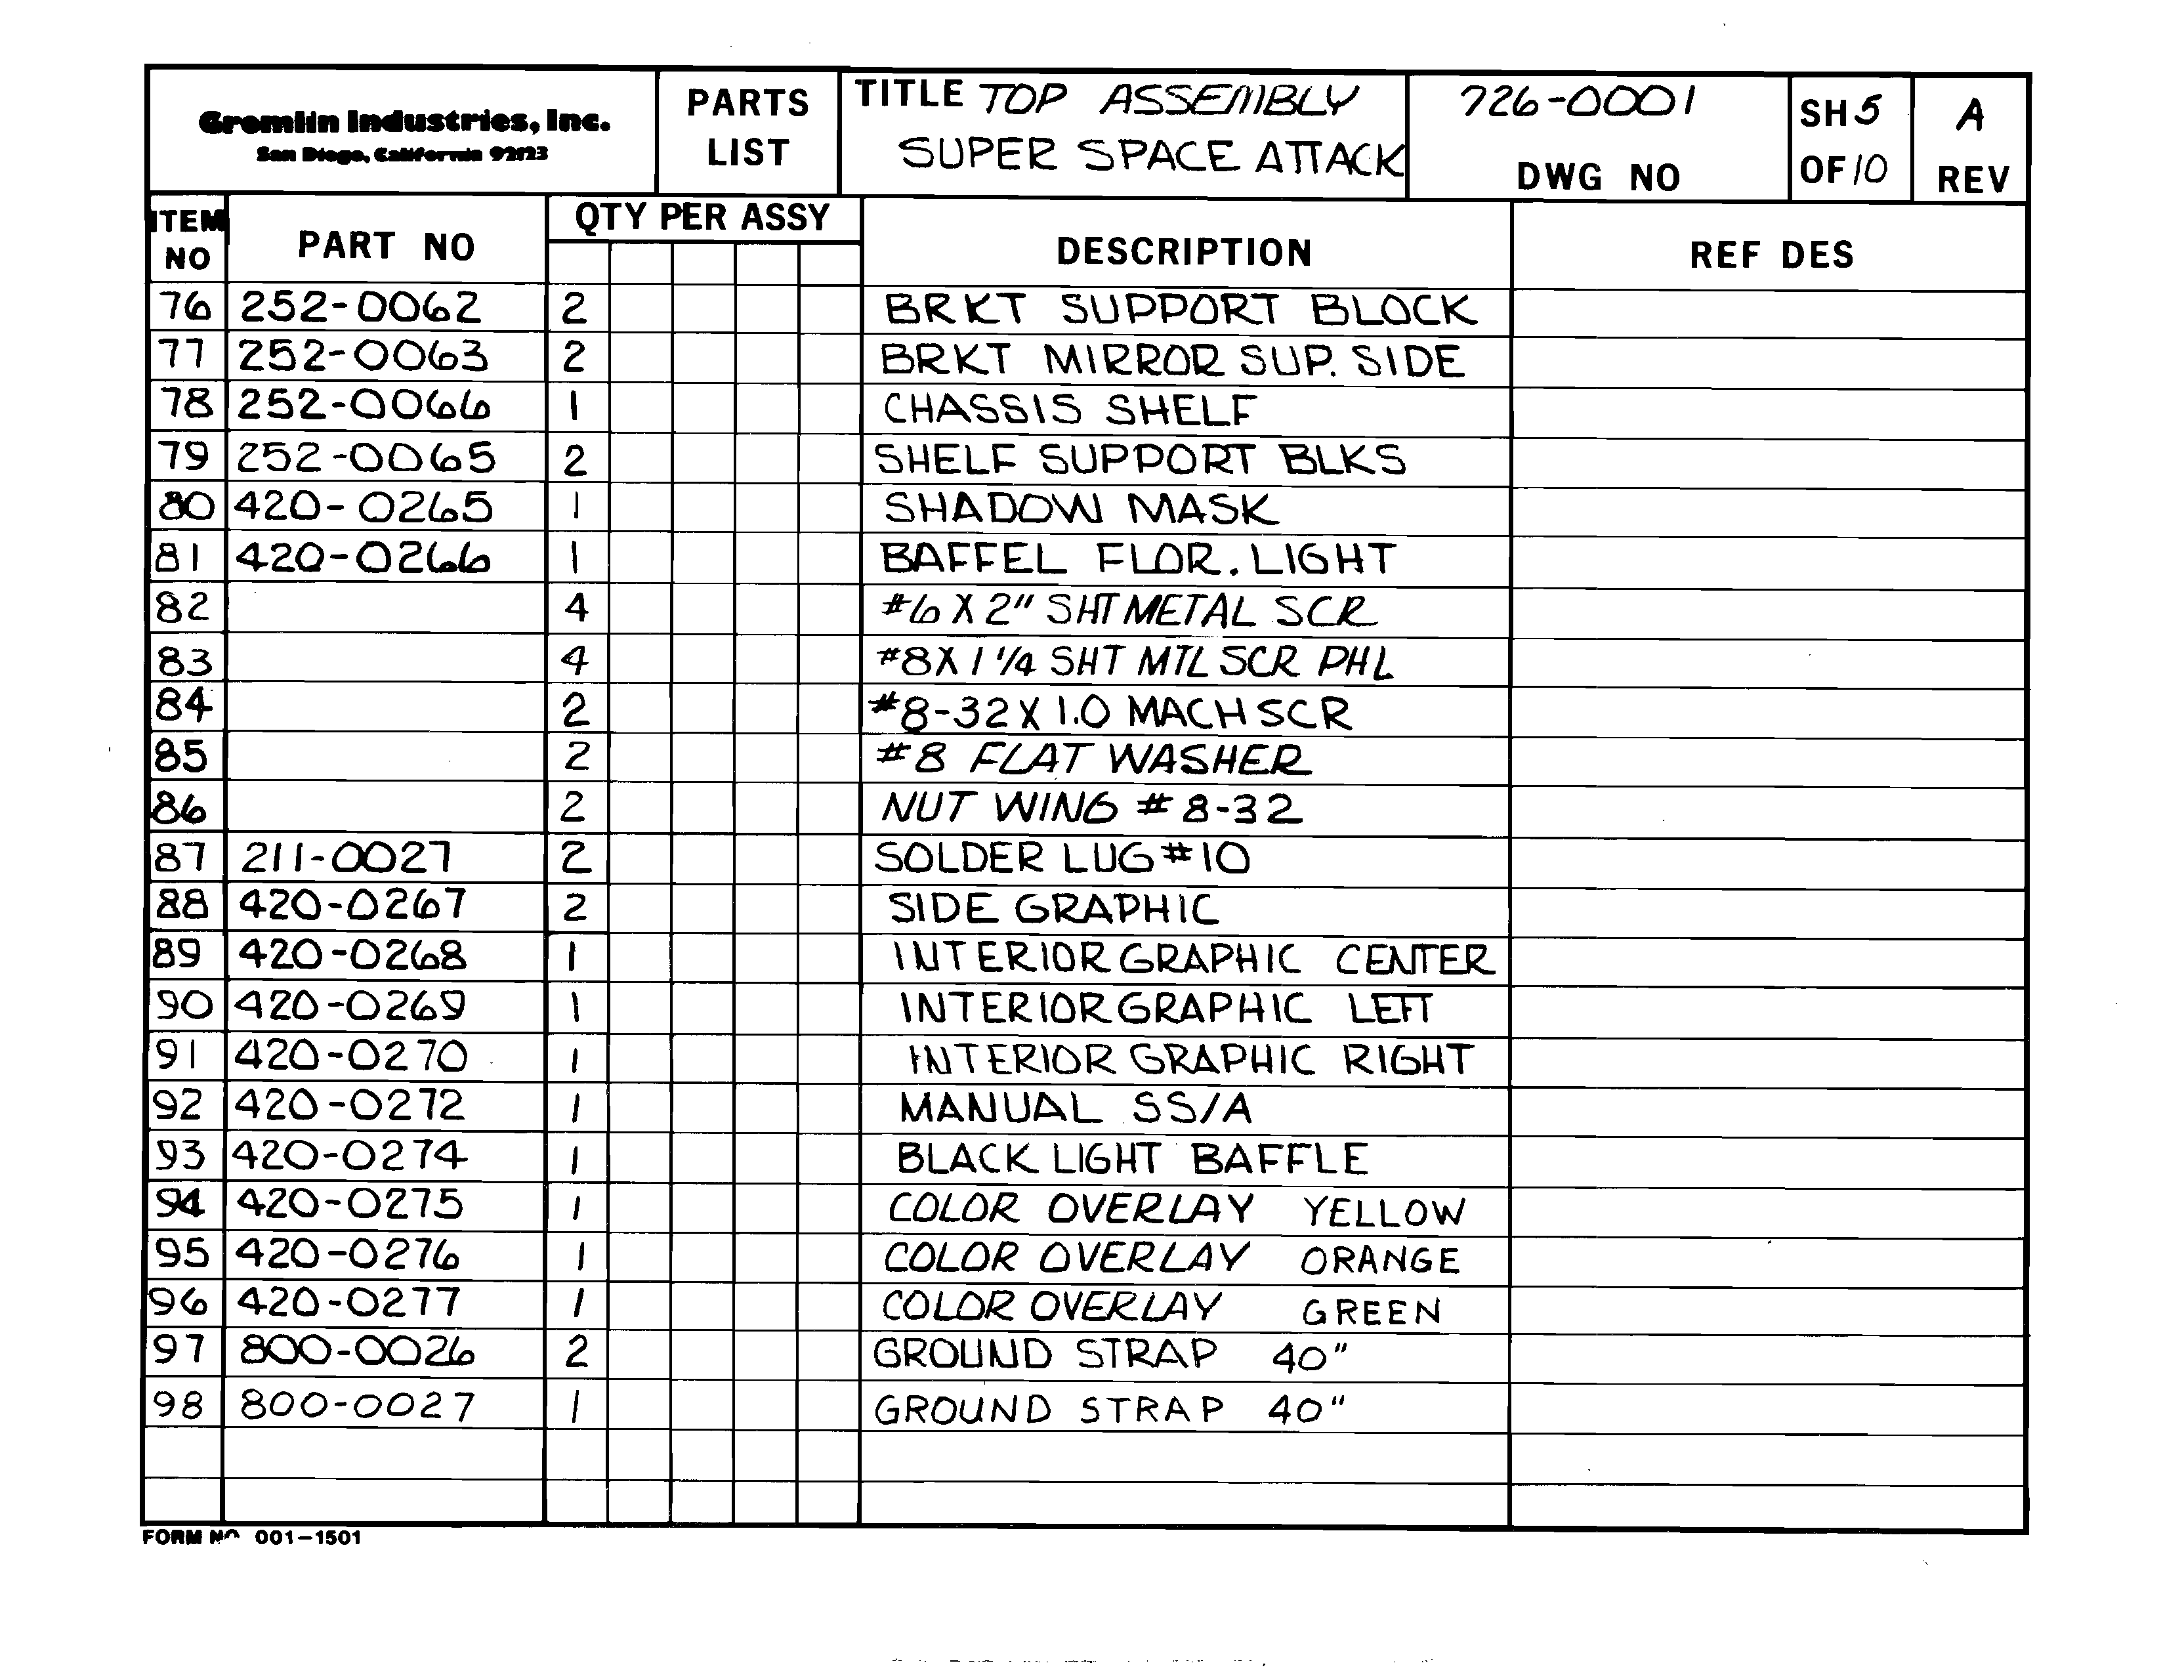 Gremlin Industries, Inc.
San Diego, California 92123
PARTS LIST
TITLE TOP ASSEMBLY
SUPER SPACE ATTACK
726-0001
DWG NO
SH 5
OF 10
A
REV
ITEM NO PART NO QTY PER ASSY DESCRIPTION REF DES
76 252-0062 2 BRKT SUPPORT BLOCK
77 252-0063 2 BRKT MIRROR SUP. SIDE
78 252-0066 1 CHASSIS SHELF
79 252-0065 2 SHELF SUPPORT BLKS
80 420-0265 1 SHADOW MASK
81 420-0266 1 BAFFEL FLOR. LIGHT
82 4 #6 X 2" SHT METAL SCR
83 4 #8 X 1 1/4 SHT MTL SCR PHL
84 2 #8-32 X 1.0 MACH SCR
85 2 #8 FLAT WASHER
86 2 NUT WING #8-32
87 211-0027 2 SOLDER LUG #10
88 420-0267 2 SIDE GRAPHIC
89 420-0268 1 INTERIOR GRAPHIC CENTER
90 420-0269 1 INTERIOR GRAPHIC LEFT
91 420-0270 1 INTERIOR GRAPHIC RIGHT
92 420-0272 1 MANUAL SS/A
93 420-0274 1 BLACK LIGHT BAFFLE
94 420-0275 1 COLOR OVERLAY YELLOW
95 420-0276 1 COLOR OVERLAY ORANGE
96 420-0277 1 COLOR OVERLAY GREEN
97 800-0026 2 GROUND STRAP 40"
98 800-0027 1 GROUND STRAP 40"
FORM NO 001-1501